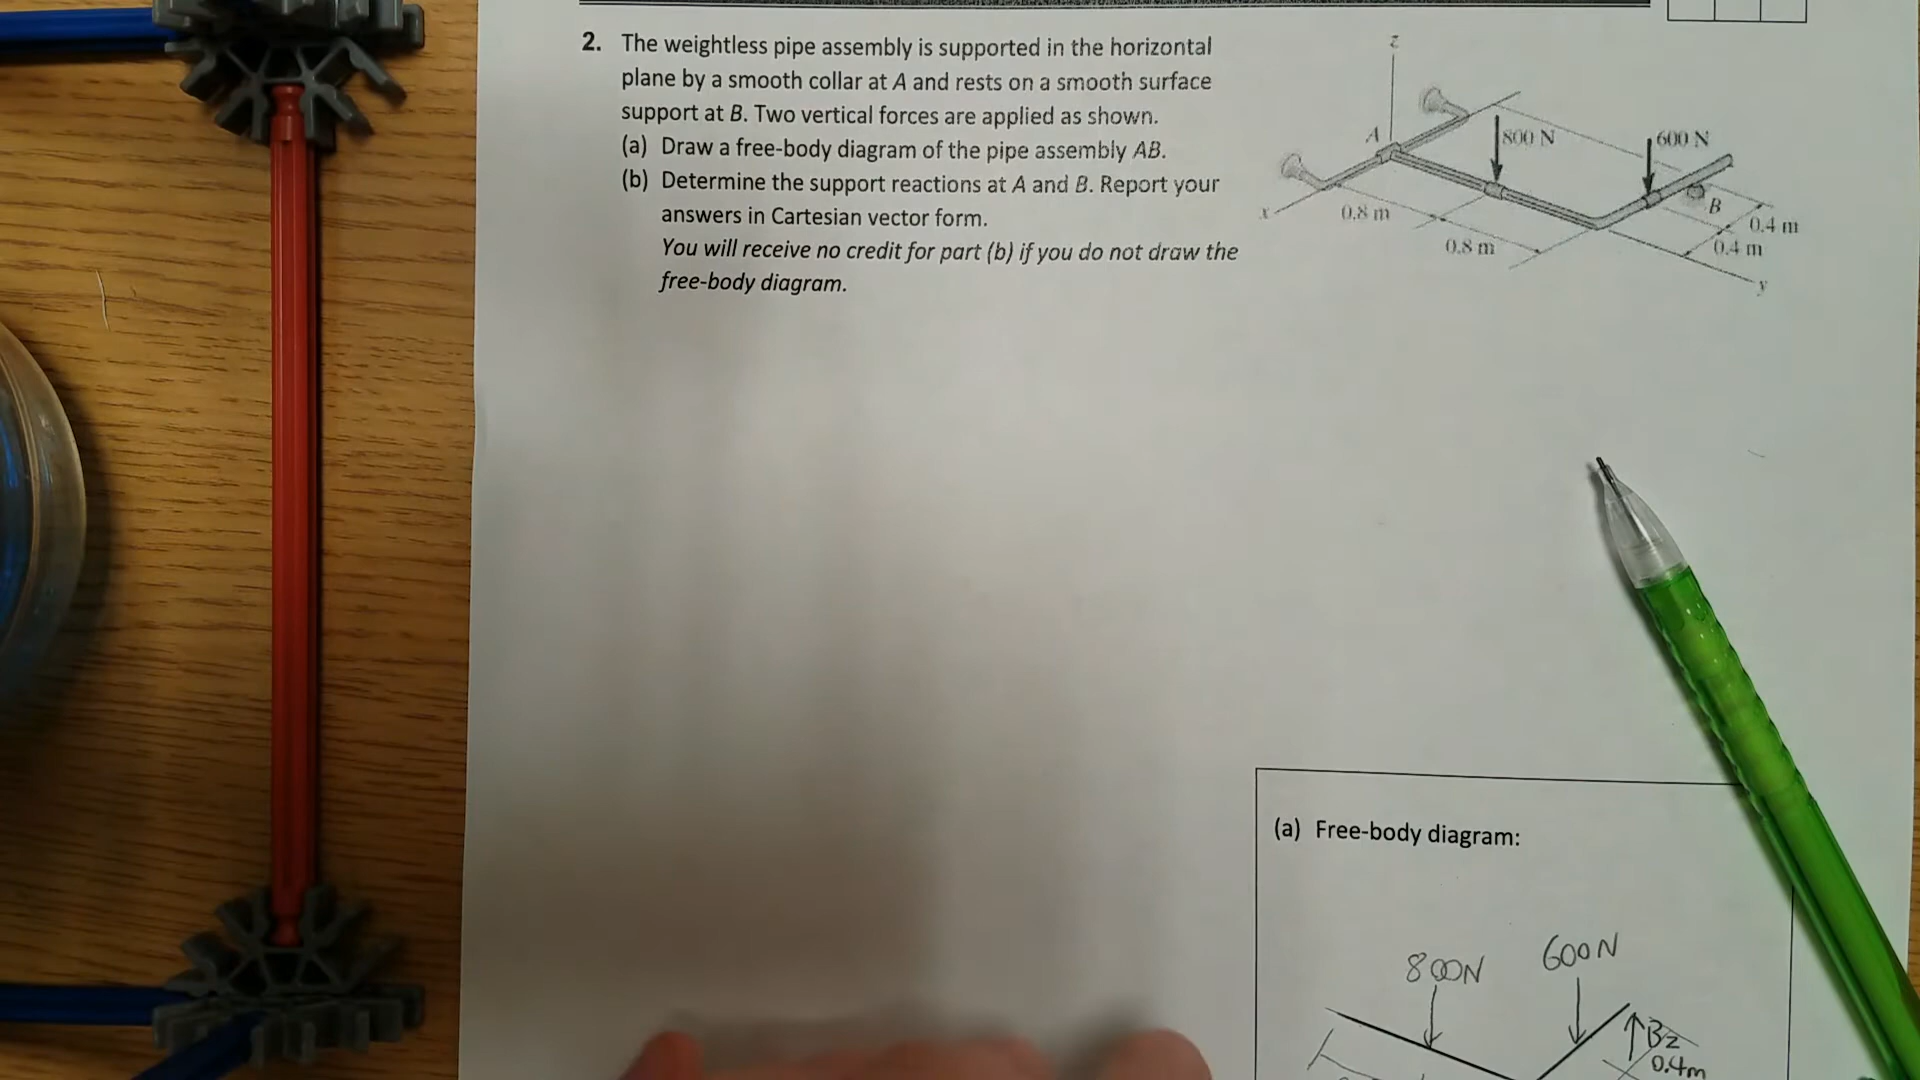 2. The weightless pipe assembly is supported in the horizontal
plane by a smooth collar at A and rests on a smooth surface
support at B. Two vertical forces are applied as shown.
(a) Draw a free-body diagram of the pipe assembly AB.
(b) Determine the support reactions at A and B. Report your
answers in Cartesian vector form.
You will receive no credit for part (b) if you do not draw the
free-body diagram.
z
A
800 N
600 N
x
0.8 m
B
0.4 m
0.8 m
0.4 m
y
(a) Free-body diagram:
800N
600N
Bz
0.4m